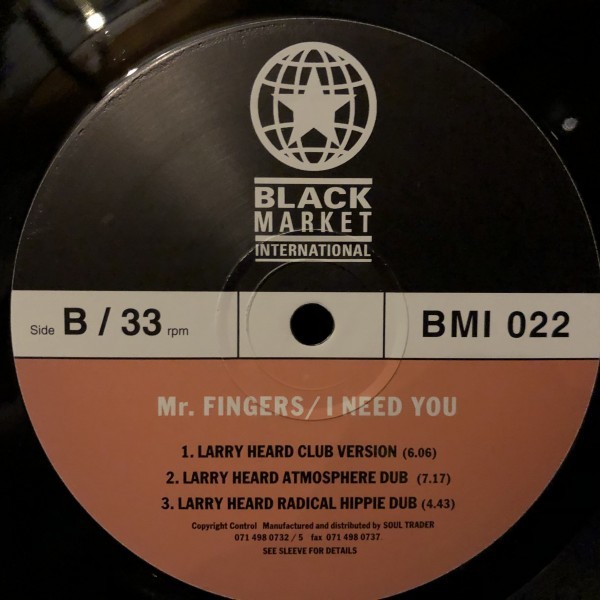 BLACK
MARKET
INTERNATIONAL
Side B / 33 rpm
BMI 022
Mr. FINGERS/ I NEED YOU
1. LARRY HEARD CLUB VERSION (6.06)
2. LARRY HEARD ATMOSPHERE DUB (7.17)
3. LARRY HEARD RADICAL HIPPIE DUB (4.43)
Copyright Control Manufactured and distributed by SOUL TRADER
071 498 0732 / 5 fax 071 498 0737
SEE SLEEVE FOR DETAILS